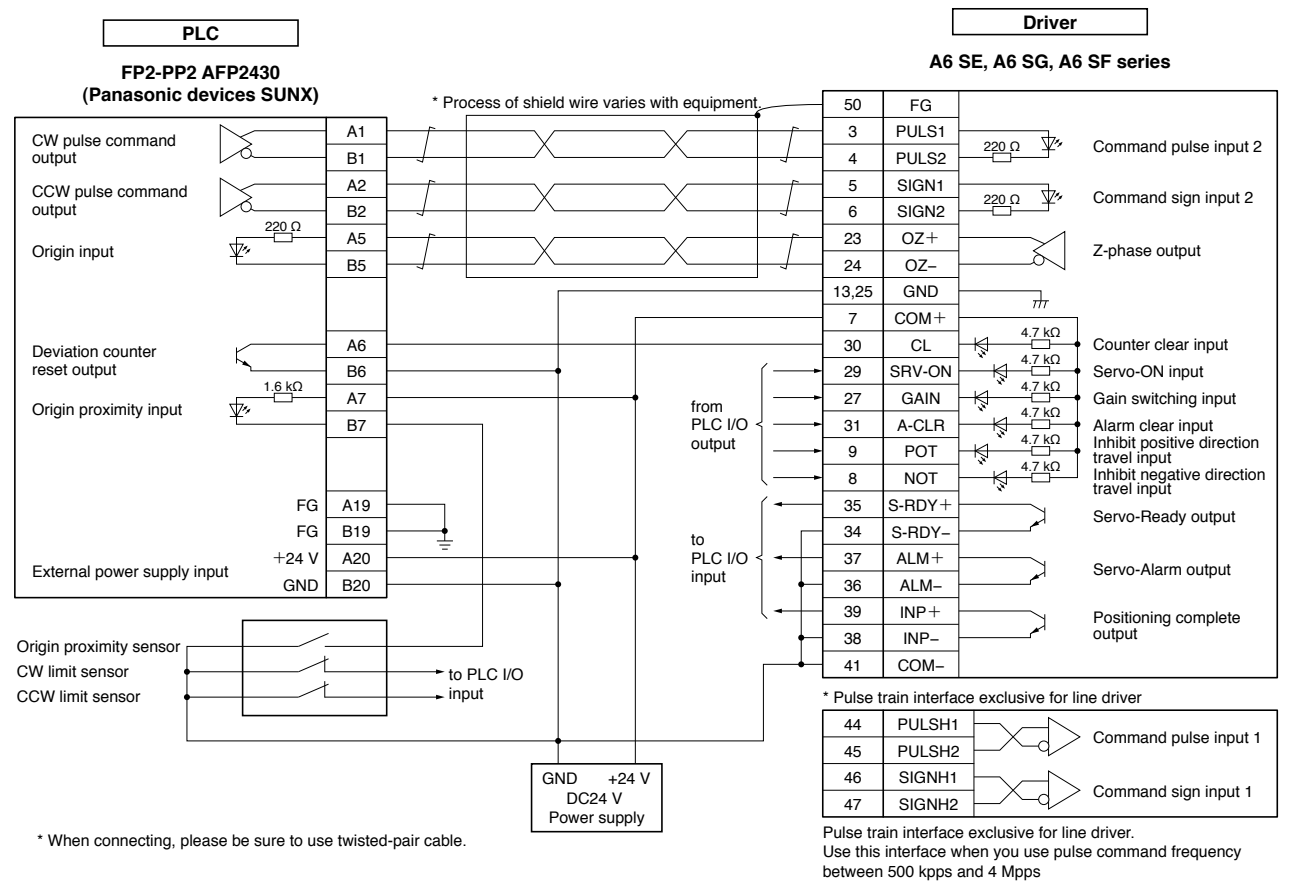 PLC
FP2-PP2 AFP2430
(Panasonic devices SUNX)
Driver
A6 SE, A6 SG, A6 SF series
* Process of shield wire varies with equipment.
CW pulse command
output
A1
B1
CCW pulse command
output
A2
B2
Origin input
220 Ω
A5
B5
Deviation counter
reset output
A6
B6
Origin proximity input
1.6 kΩ
A7
B7
FG A19
FG B19
External power supply input
+24 V A20
GND B20
Origin proximity sensor
CW limit sensor
CCW limit sensor
to PLC I/O
input
from
PLC I/O
output
to
PLC I/O
input
GND +24 V
DC24 V
Power supply
50 FG
3 PULS1
4 PULS2
220 Ω
Command pulse input 2
5 SIGN1
6 SIGN2
220 Ω
Command sign input 2
23 OZ+
24 OZ–
Z-phase output
13,25 GND
7 COM+
30 CL 4.7 kΩ Counter clear input
29 SRV-ON 4.7 kΩ Servo-ON input
27 GAIN 4.7 kΩ Gain switching input
31 A-CLR 4.7 kΩ Alarm clear input
9 POT 4.7 kΩ Inhibit positive direction
travel input
8 NOT 4.7 kΩ Inhibit negative direction
travel input
35 S-RDY+
34 S-RDY–
Servo-Ready output
37 ALM+
36 ALM–
Servo-Alarm output
39 INP+
38 INP–
Positioning complete
output
41 COM–
* Pulse train interface exclusive for line driver
44 PULSH1
45 PULSH2
Command pulse input 1
46 SIGNH1
47 SIGNH2
Command sign input 1
* When connecting, please be sure to use twisted-pair cable.
Pulse train interface exclusive for line driver.
Use this interface when you use pulse command frequency
between 500 kpps and 4 Mpps